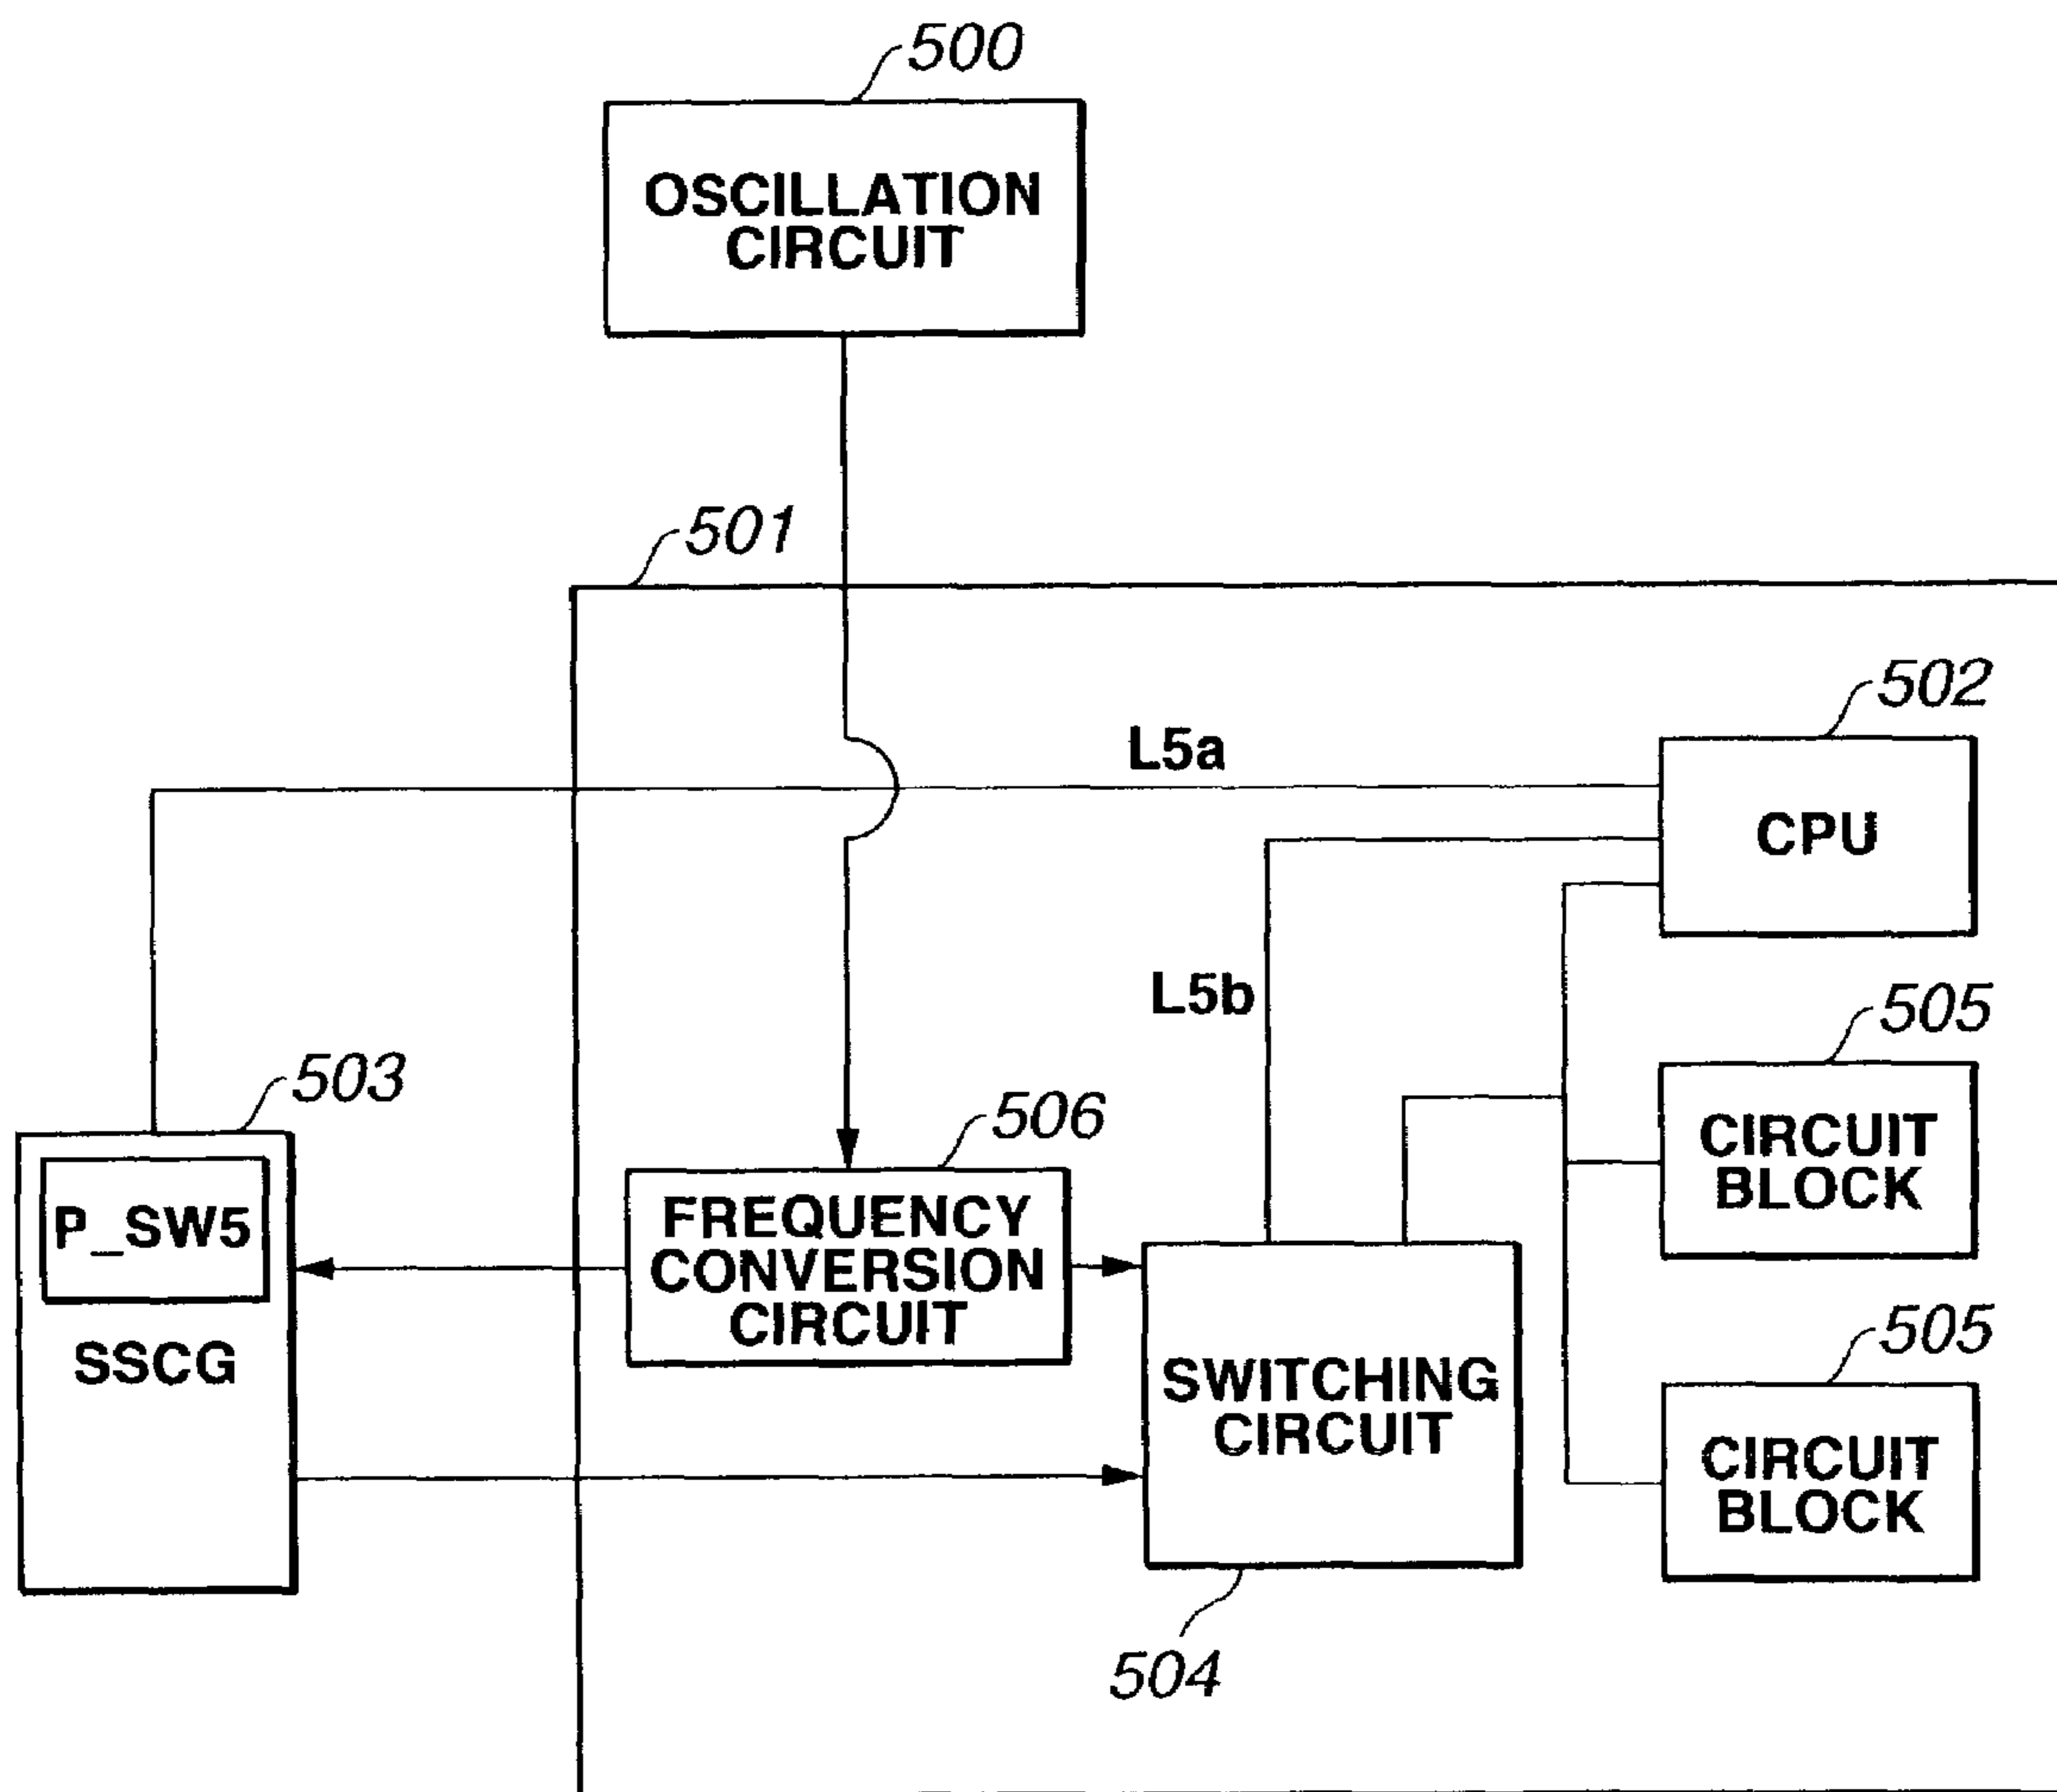 500
OSCILLATION
CIRCUIT
501
502
L5a
CPU
L5b
505
503
506
CIRCUIT
BLOCK
P_SW5
FREQUENCY
CONVERSION
CIRCUIT
505
SSCG
SWITCHING
CIRCUIT
CIRCUIT
BLOCK
504